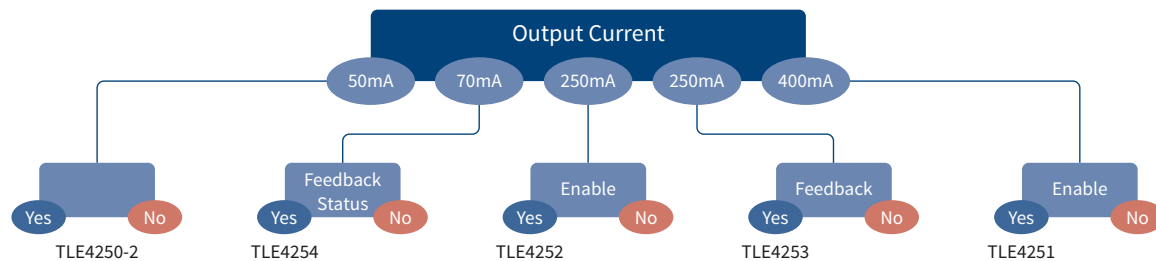 Output Current
50mA
70mA
250mA
250mA
400mA
Feedback
Status
Enable
Feedback
Enable
Yes
No
Yes
No
Yes
No
Yes
No
Yes
No
TLE4250-2
TLE4254
TLE4252
TLE4253
TLE4251